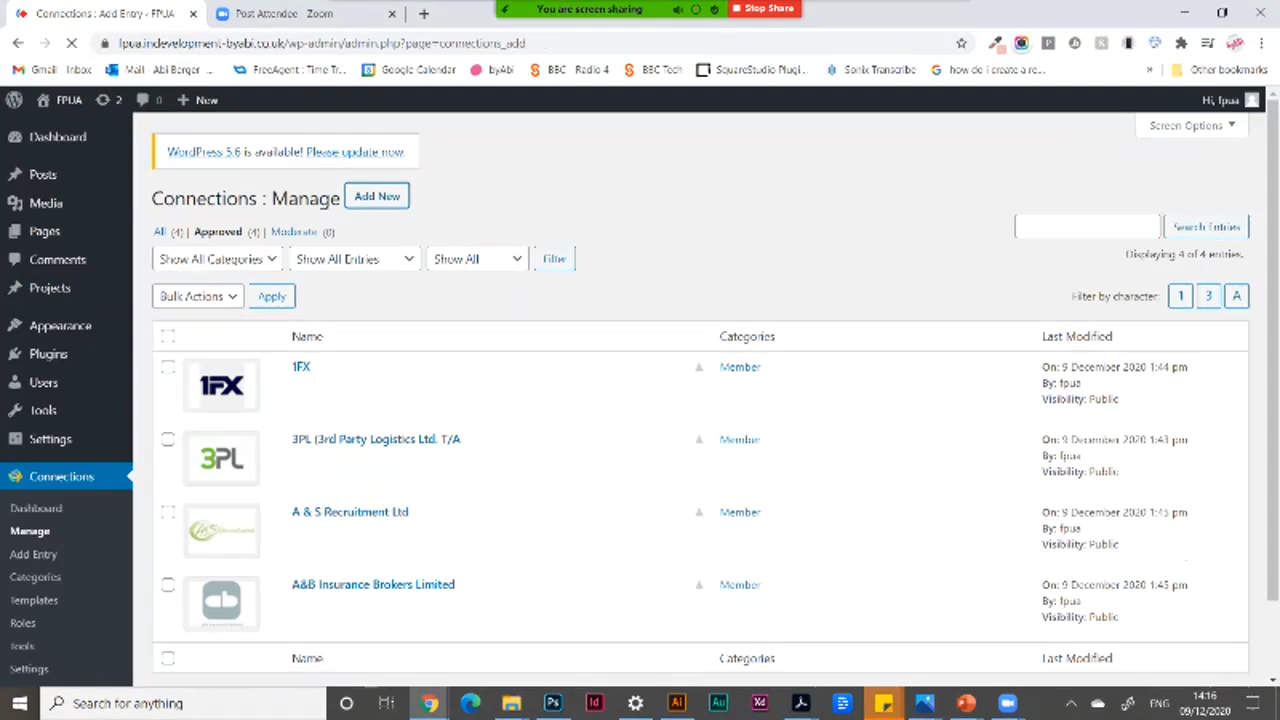 You are screen sharing
Stop Share
Connections : Add Entry - FPUA
Post Attendee - Zoom
fpua.indevelopment-byabi.co.uk/wp-admin/admin.php?page=connections_add
Gmail
Inbox
Mail - Abi Berger ...
FreeAgent : Time Tr...
Google Calendar
byAbi
BBC Radio 4
BBC Tech
SquareStudio Plugi...
Sonix Transcribe
how do i create a re...
»
Other bookmarks
FPUA
2
0
+ New
Hi, fpua
Dashboard
Posts
Media
Pages
Comments
Projects
Appearance
Plugins
Users
Tools
Settings
Connections
Dashboard
Manage
Add Entry
Categories
Templates
Roles
Tools
Settings
Screen Options
WordPress 5.6 is available! Please update now.
Connections : Manage Add New
All (4) | Approved (4) | Moderate (0)
Search Entries
Show All Categories
Show All Entries
Show All
Filter
Displaying 4 of 4 entries.
Bulk Actions
Apply
Filter by character: 1 3 A
Name Categories Last Modified
1FX
1FX
Member
On: 9 December 2020 1:44 pm
By: fpua
Visibility: Public
3PL
3PL (3rd Party Logistics Ltd. T/A
Member
On: 9 December 2020 1:43 pm
By: fpua
Visibility: Public
A & S Recruitment Ltd
Member
On: 9 December 2020 1:45 pm
By: fpua
Visibility: Public
A&B Insurance Brokers Limited
Member
On: 9 December 2020 1:45 pm
By: fpua
Visibility: Public
Name Categories Last Modified
Search for anything
Ps
Id
Ai
Au
Xd
ENG
14:16
09/12/2020